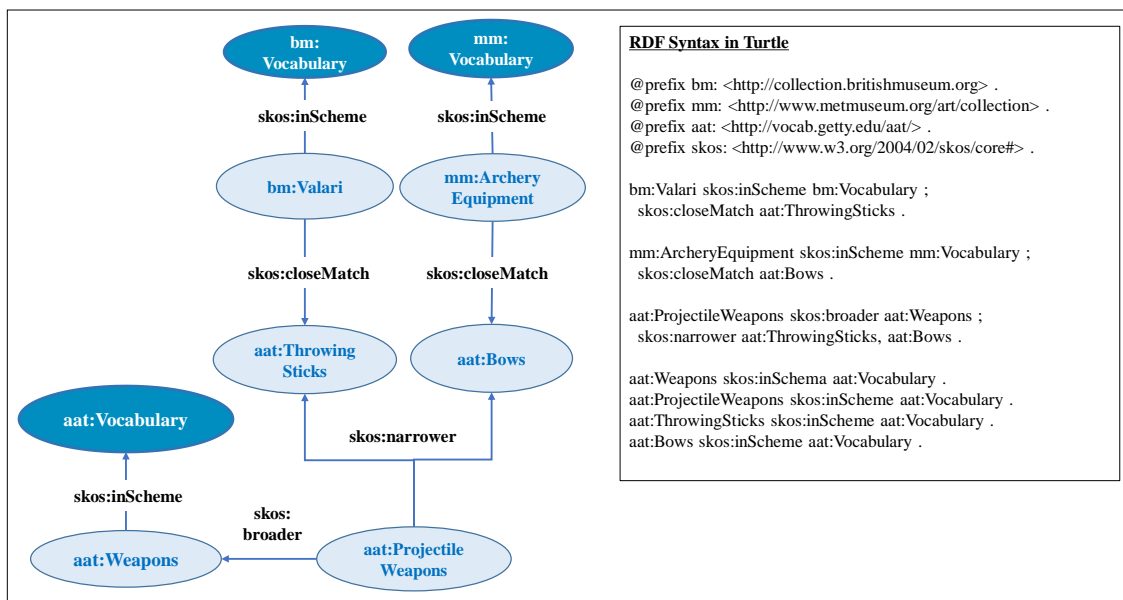 bm:
Vocabulary
mm:
Vocabulary
skos:inScheme
skos:inScheme
bm:Valari
mm:Archery
Equipment
skos:closeMatch
skos:closeMatch
aat:Throwing
Sticks
aat:Bows
aat:Vocabulary
skos:narrower
skos:inScheme
skos:
broader
aat:Weapons
aat:Projectile
Weapons
RDF Syntax in Turtle
@prefix bm: <http://collection.britishmuseum.org> .
@prefix mm: <http://www.metmuseum.org/art/collection> .
@prefix aat: <http://vocab.getty.edu/aat/> .
@prefix skos: <http://www.w3.org/2004/02/skos/core#> .
bm:Valari skos:inScheme bm:Vocabulary ;
skos:closeMatch aat:ThrowingSticks .
mm:ArcheryEquipment skos:inScheme mm:Vocabulary ;
skos:closeMatch aat:Bows .
aat:ProjectileWeapons skos:broader aat:Weapons ;
skos:narrower aat:ThrowingSticks, aat:Bows .
aat:Weapons skos:inSchema aat:Vocabulary .
aat:ProjectileWeapons skos:inScheme aat:Vocabulary .
aat:ThrowingSticks skos:inScheme aat:Vocabulary .
aat:Bows skos:inScheme aat:Vocabulary .